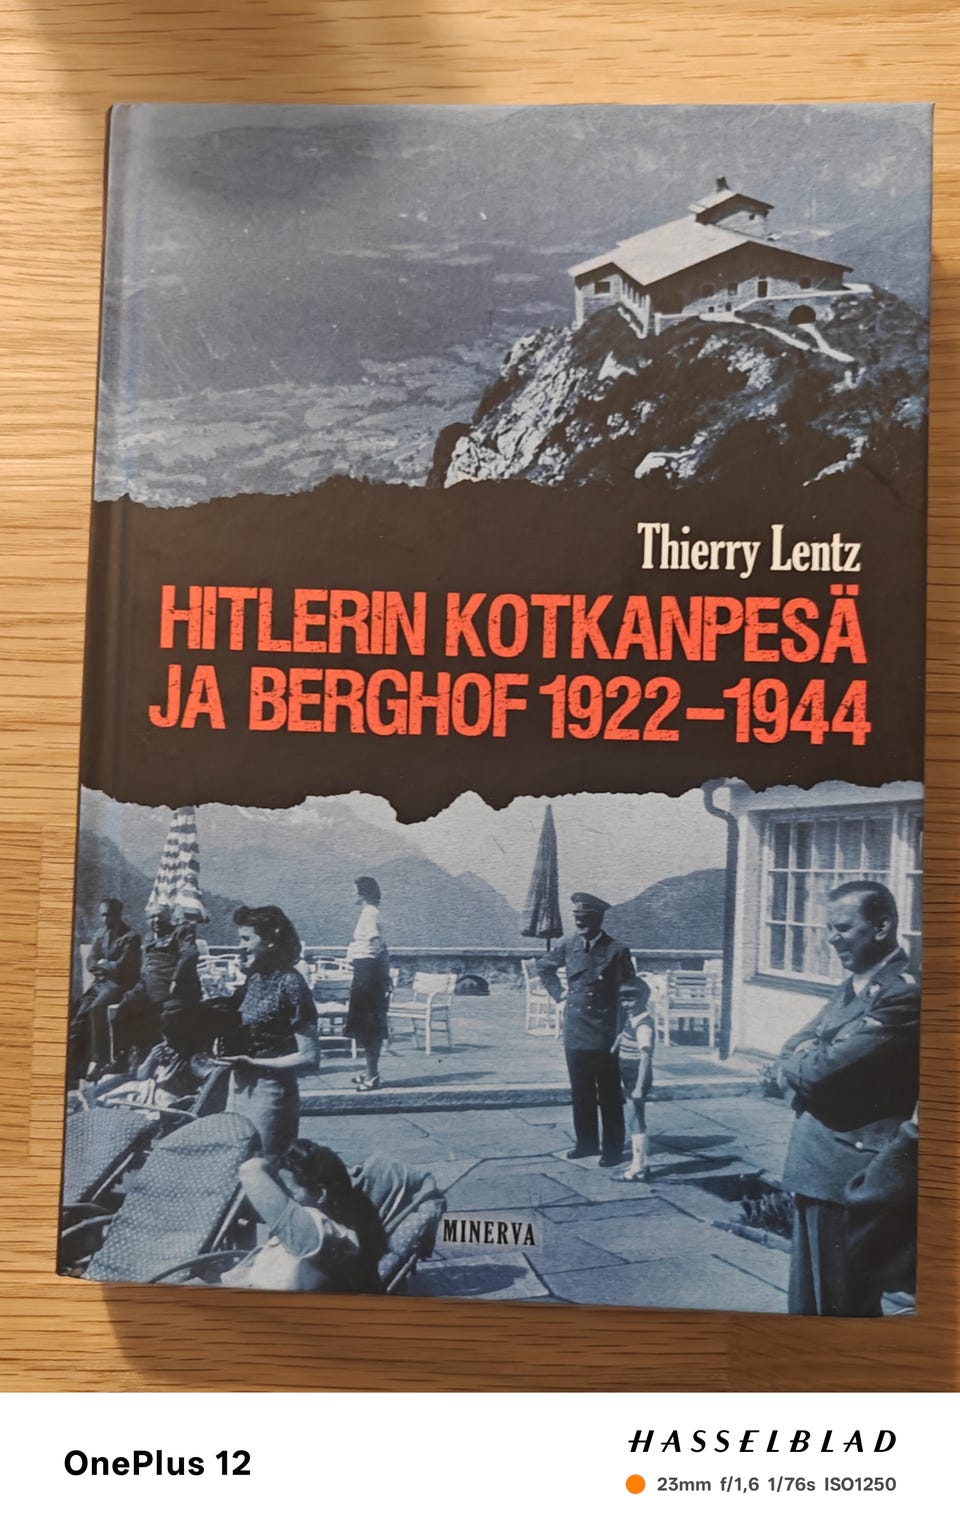 Thierry Lentz
HITLERIN KOTKANPESÄ
JA BERGHOF 1922–1944
MINERVA
OnePlus 12
HASSELBLAD
23mm f/1,6 1/76s ISO1250